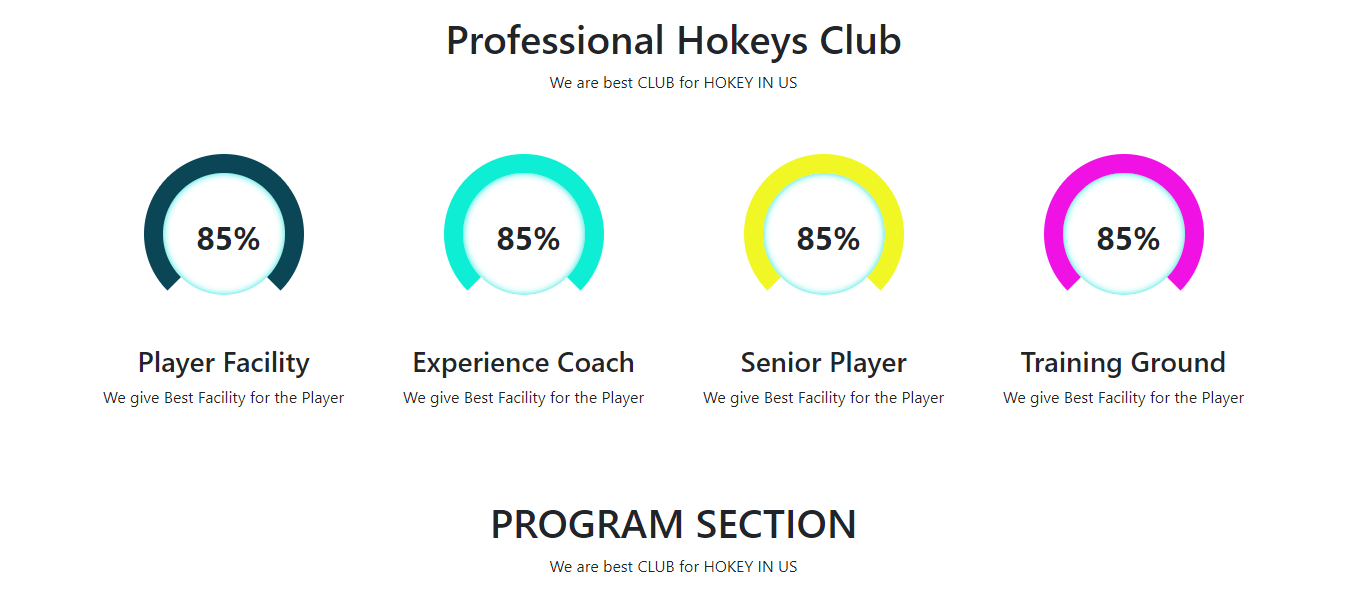 Professional Hokeys Club
We are best CLUB for HOKEY IN US
85% 85% 85% 85%
Player Facility Experience Coach Senior Player Training Ground
We give Best Facility for the Player We give Best Facility for the Player We give Best Facility for the Player We give Best Facility for the Player
PROGRAM SECTION
We are best CLUB for HOKEY IN US